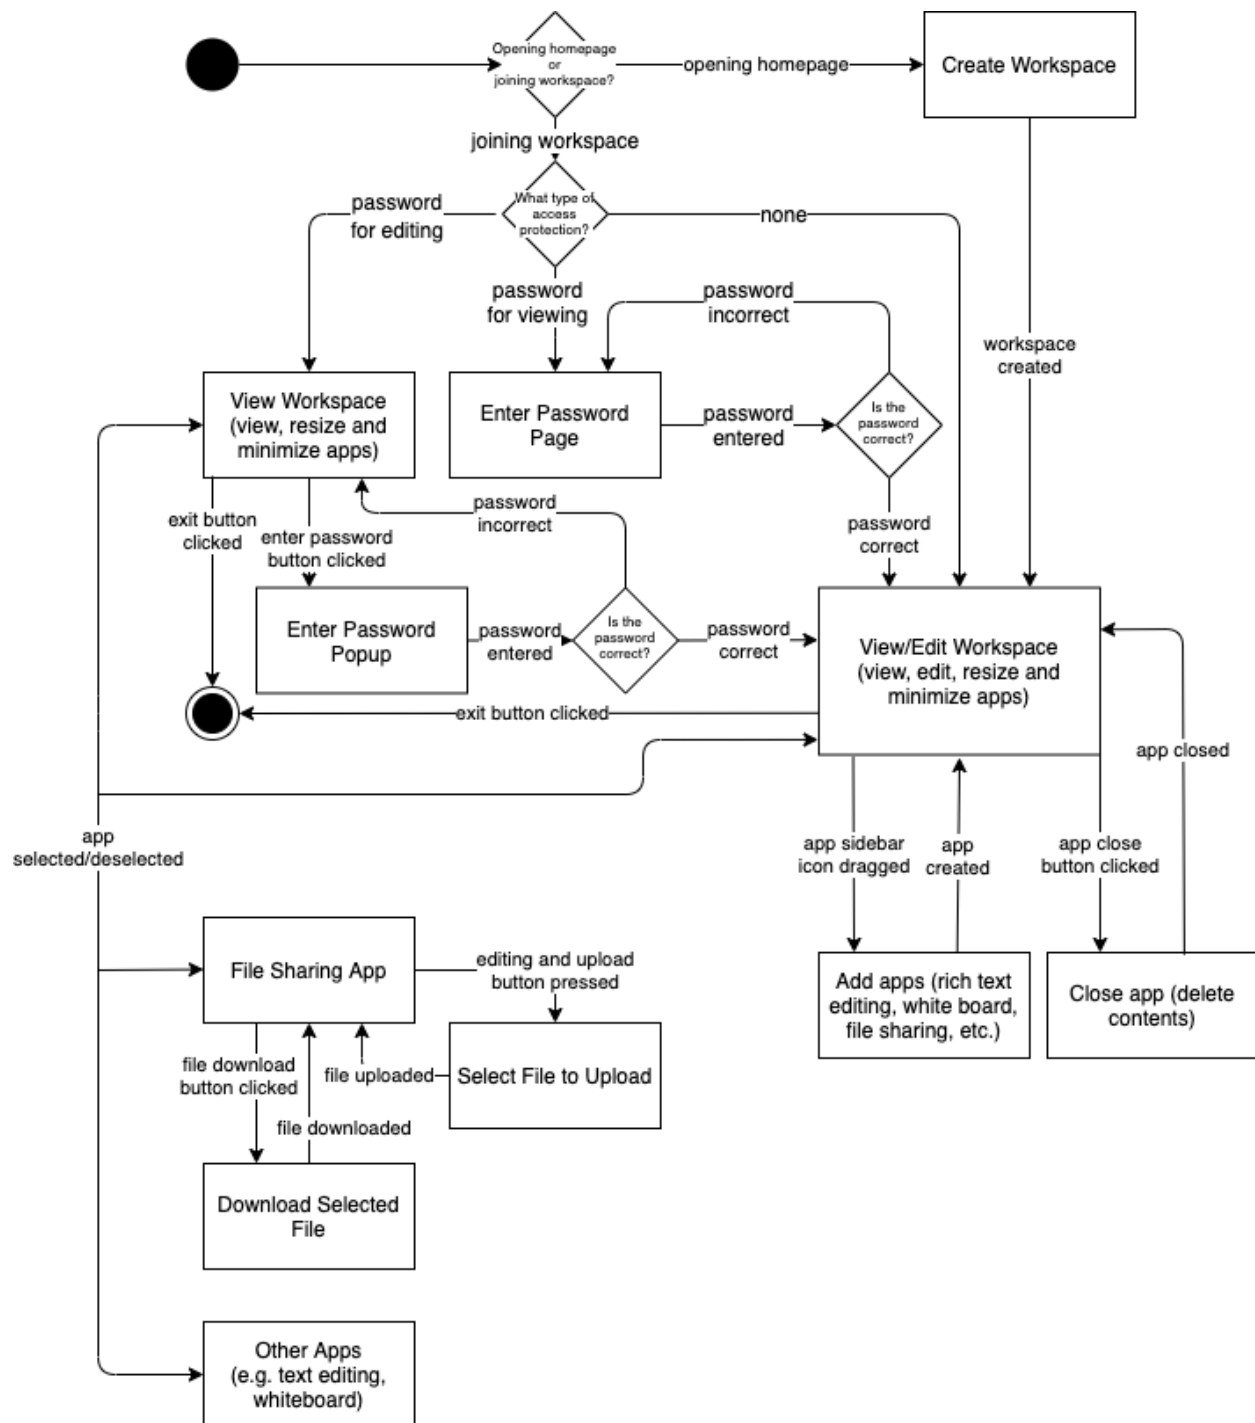 Opening homepage
or
joining workspace?
opening homepage
Create Workspace
joining workspace
What type of
access
protection?
password
for editing
none
password
for viewing
password
incorrect
workspace
created
View Workspace
(view, resize and
minimize apps)
Enter Password
Page
password
entered
Is the
password
correct?
exit button
clicked
enter password
button clicked
password
incorrect
password
correct
Enter Password
Popup
password
entered
Is the
password
correct?
password
correct
View/Edit Workspace
(view, edit, resize and
minimize apps)
exit button clicked
app closed
app
selected/deselected
app sidebar
icon dragged
app
created
app close
button clicked
File Sharing App
editing and upload
button pressed
Add apps (rich text
editing, white board,
file sharing, etc.)
Close app (delete
contents)
file download
button clicked
file uploaded
Select File to Upload
file downloaded
Download Selected
File
Other Apps
(e.g. text editing,
whiteboard)